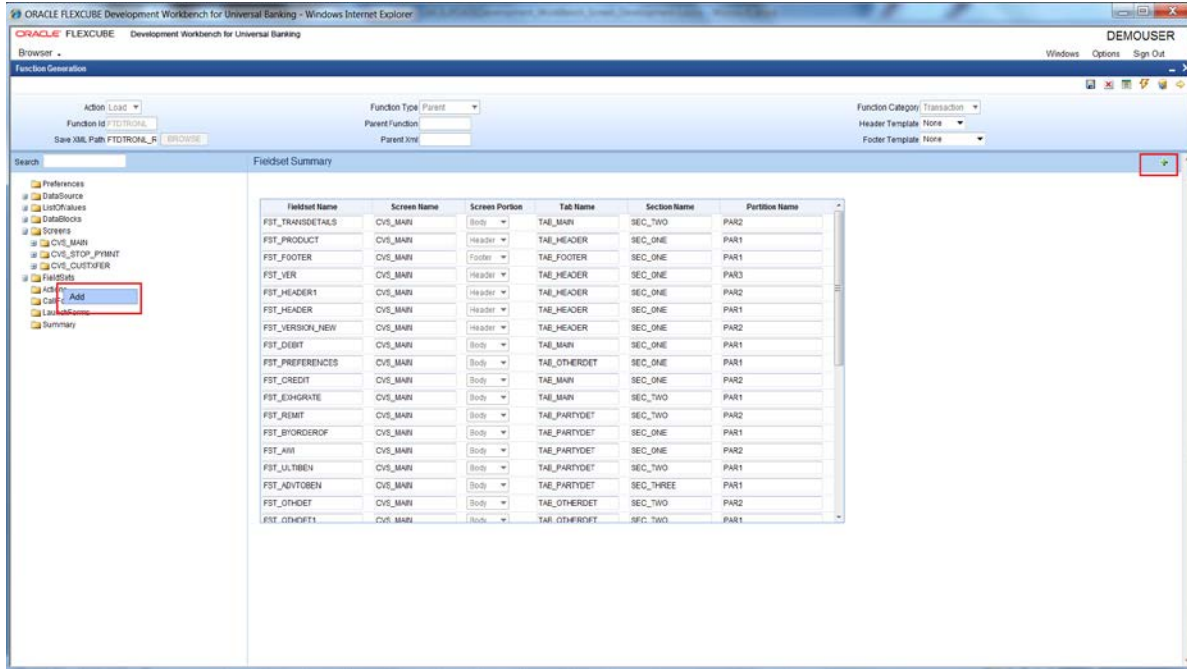 ORACLE FLEXCUBE Development Workbench for Universal Banking - Windows Internet Explorer
ORACLE FLEXCUBE Development Workbench for Universal Banking DEMOUSER
Browser Windows Options Sign Out
Function Generation
Action Load Function Type Parent Function Category Transaction
Function Id FTDTRONL Parent Function Header Template None
Save XML Path FTDTRONL_R BROWSE Parent Xml Footer Template None
Search Fieldset Summary
Preferences
DataSource
ListOfValues
DataBlocks
Screens
CVS_MAIN
CVS_STOP_PYMNT
CVS_CUSTXFER
FieldSets
Add
LaunchForms
Summary
Fieldset Name Screen Name Screen Portion Tab Name Section Name Partition Name
FST_TRANSDETAILS CVS_MAIN Body TAB_MAIN SEC_TWO PAR2
FST_PRODUCT CVS_MAIN Header TAB_HEADER SEC_ONE PAR1
FST_FOOTER CVS_MAIN Footer TAB_FOOTER SEC_ONE PAR1
FST_VER CVS_MAIN Header TAB_HEADER SEC_ONE PAR3
FST_HEADER1 CVS_MAIN Header TAB_HEADER SEC_ONE PAR2
FST_HEADER CVS_MAIN Header TAB_HEADER SEC_ONE PAR1
FST_VERSION_NEW CVS_MAIN Header TAB_HEADER SEC_ONE PAR2
FST_DEBIT CVS_MAIN Body TAB_MAIN SEC_ONE PAR1
FST_PREFERENCES CVS_MAIN Body TAB_OTHERDET SEC_ONE PAR1
FST_CREDIT CVS_MAIN Body TAB_MAIN SEC_ONE PAR2
FST_EXHGRATE CVS_MAIN Body TAB_MAIN SEC_TWO PAR1
FST_REMIT CVS_MAIN Body TAB_PARTYDET SEC_TWO PAR2
FST_BYORDEROF CVS_MAIN Body TAB_PARTYDET SEC_ONE PAR1
FST_AWI CVS_MAIN Body TAB_PARTYDET SEC_ONE PAR2
FST_ULTIBEN CVS_MAIN Body TAB_PARTYDET SEC_TWO PAR1
FST_ADVTOBEN CVS_MAIN Body TAB_PARTYDET SEC_THREE PAR1
FST_OTHDET CVS_MAIN Body TAB_OTHERDET SEC_TWO PAR2
FST_OTHDET1 CVS_MAIN Body TAB_OTHERDET SEC_TWO PAR1